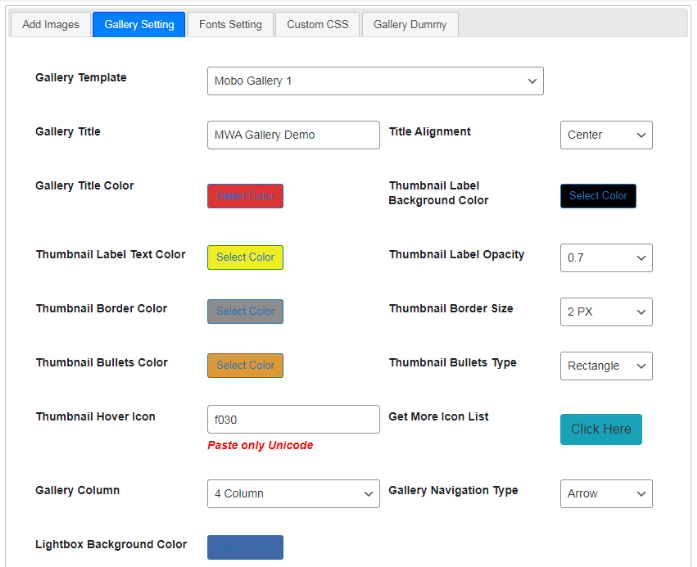 Add Images
Gallery Setting
Fonts Setting
Custom CSS
Gallery Dummy
Gallery Template
Mobo Gallery 1
Gallery Title
MWA Gallery Demo
Title Alignment
Center
Gallery Title Color
Select Color
Thumbnail Label
Background Color
Select Color
Thumbnail Label Text Color
Select Color
Thumbnail Label Opacity
0.7
Thumbnail Border Color
Select Color
Thumbnail Border Size
2 PX
Thumbnail Bullets Color
Select Color
Thumbnail Bullets Type
Rectangle
Thumbnail Hover Icon
f030
Paste only Unicode
Get More Icon List
Click Here
Gallery Column
4 Column
Gallery Navigation Type
Arrow
Lightbox Background Color